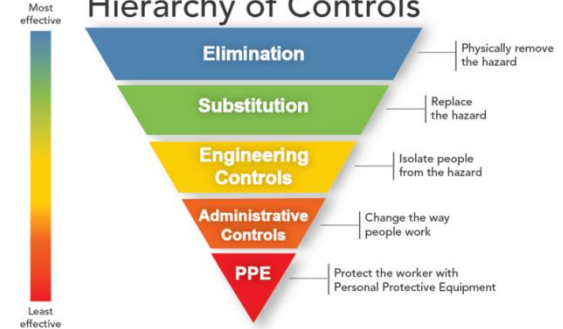 Hierarchy of Controls
Most
effective
Elimination
Physically remove
the hazard
Substitution
Replace
the hazard
Engineering
Controls
Isolate people
from the hazard
Administrative
Controls
Change the way
people work
PPE
Protect the worker with
Personal Protective Equipment
Least
effective